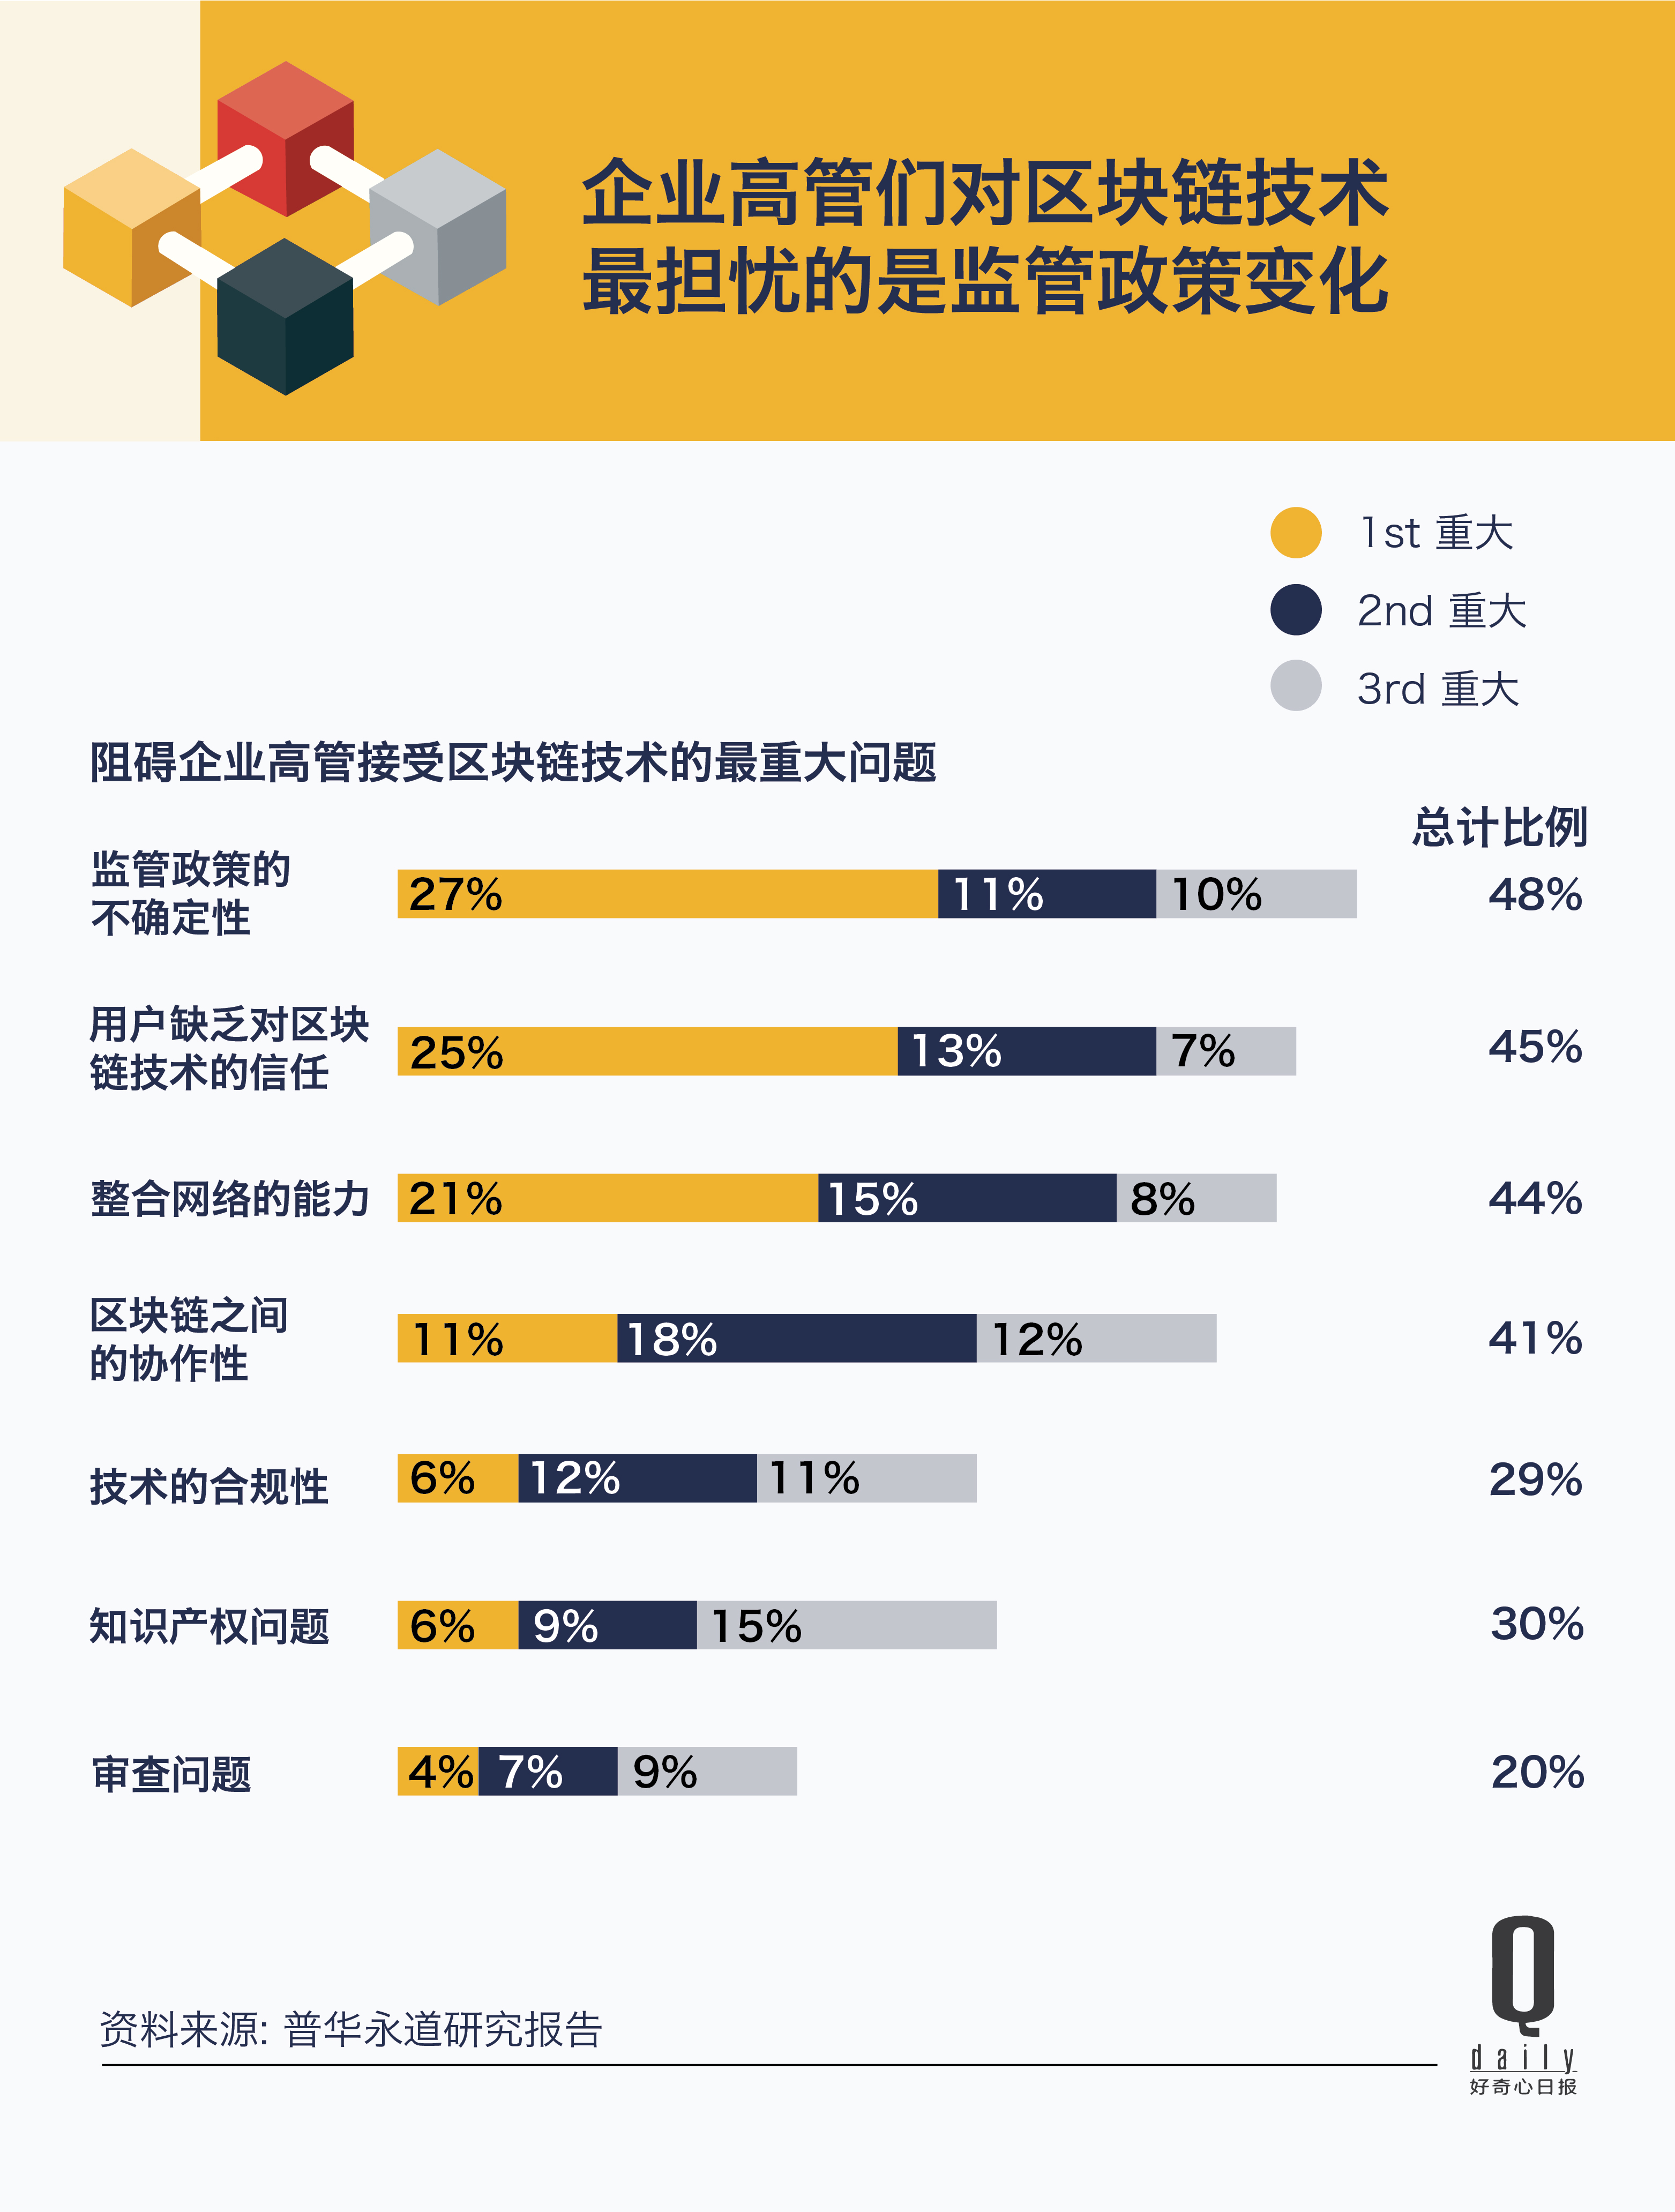 企业高管们对区块链技术
最担忧的是监管政策变化
1st 重大
2nd 重大
3rd 重大
阻碍企业高管接受区块链技术的最重大问题
总计比例
监管政策的
不确定性
27% 11% 10% 48%
用户缺乏对区块
链技术的信任
25% 13% 7% 45%
整合网络的能力 21% 15% 8% 44%
区块链之间
的协作性
11% 18% 12% 41%
技术的合规性 6% 12% 11% 29%
知识产权问题 6% 9% 15% 30%
审查问题 4% 7% 9% 20%
资料来源: 普华永道研究报告
Q
daily
好奇心日报